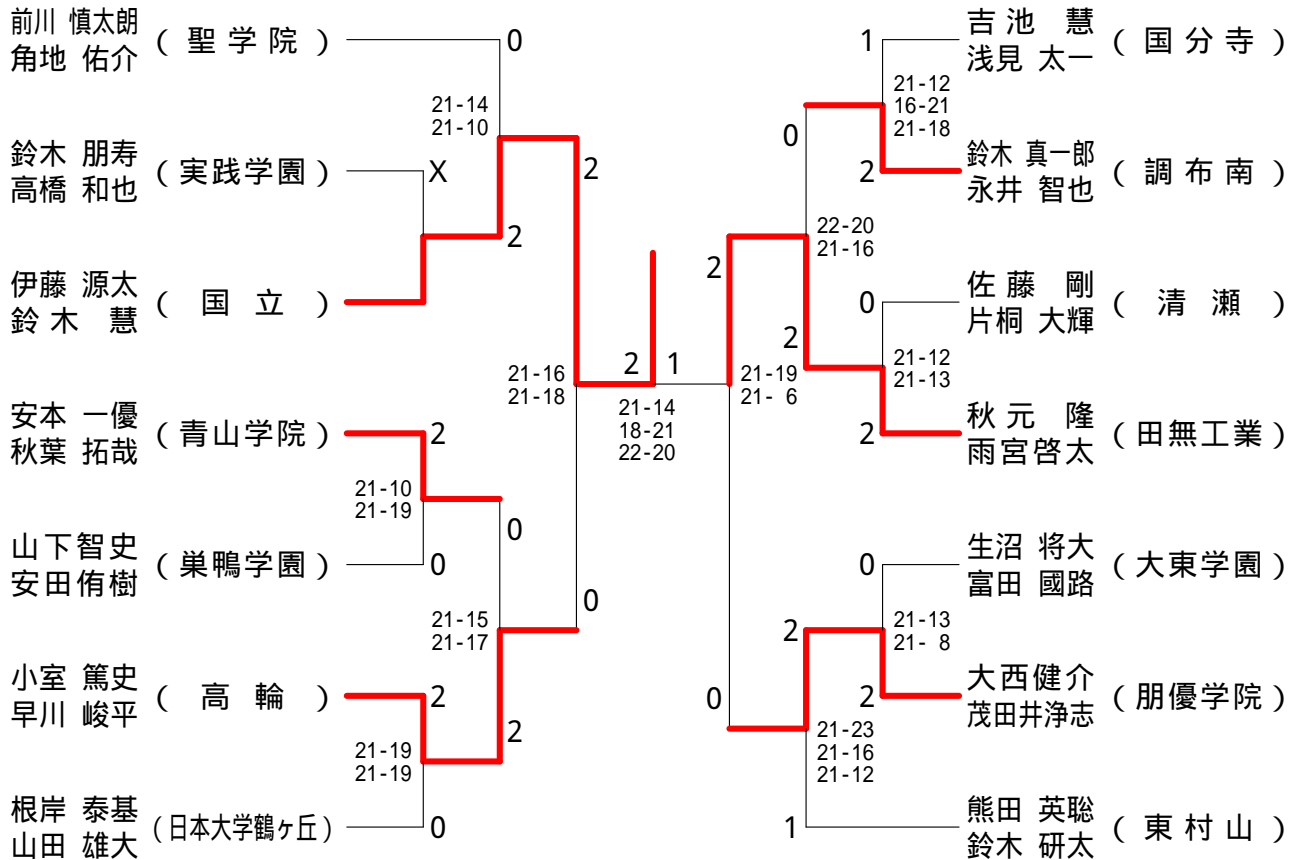 前川 慎太朗
角地 佑介
( 聖 学 院 )
0
21-14
21-10
鈴木 朋寿
高橋 和也
( 実践学園 )
X
2
2
伊藤 源太
鈴 木 慧
( 国 立 )
21-16
21-18
安本 一優
秋葉 拓哉
( 青山学院 )
2
21-10
21-19
0
山下智史
安田侑樹
( 巣鴨学園 )
0
0
21-15
21-17
小室 篤史
早川 峻平
( 高 輪 )
2
2
21-19
21-19
根岸 泰基
山田 雄大
(日本大学鶴ヶ丘)
0
2
1
21-14
18-21
22-20
1
吉 池 慧
浅見 太一
( 国 分 寺 )
21-12
16-21
21-18
0
2
鈴木 真一郎
永井 智也
( 調 布 南 )
22-20
21-16
2
0
佐 藤 剛
片桐 大輝
( 清 瀬 )
2
21-12
21-13
21-19
21- 6
2
秋 元 隆
雨宮啓太
(田無工業)
0
生沼 将大
富田 國路
( 大東学園 )
2
21-13
21- 8
0
2
大西健介
茂田井浄志
(朋優学院)
21-23
21-16
21-12
1
熊田 英聡
鈴木 研太
( 東 村 山 )